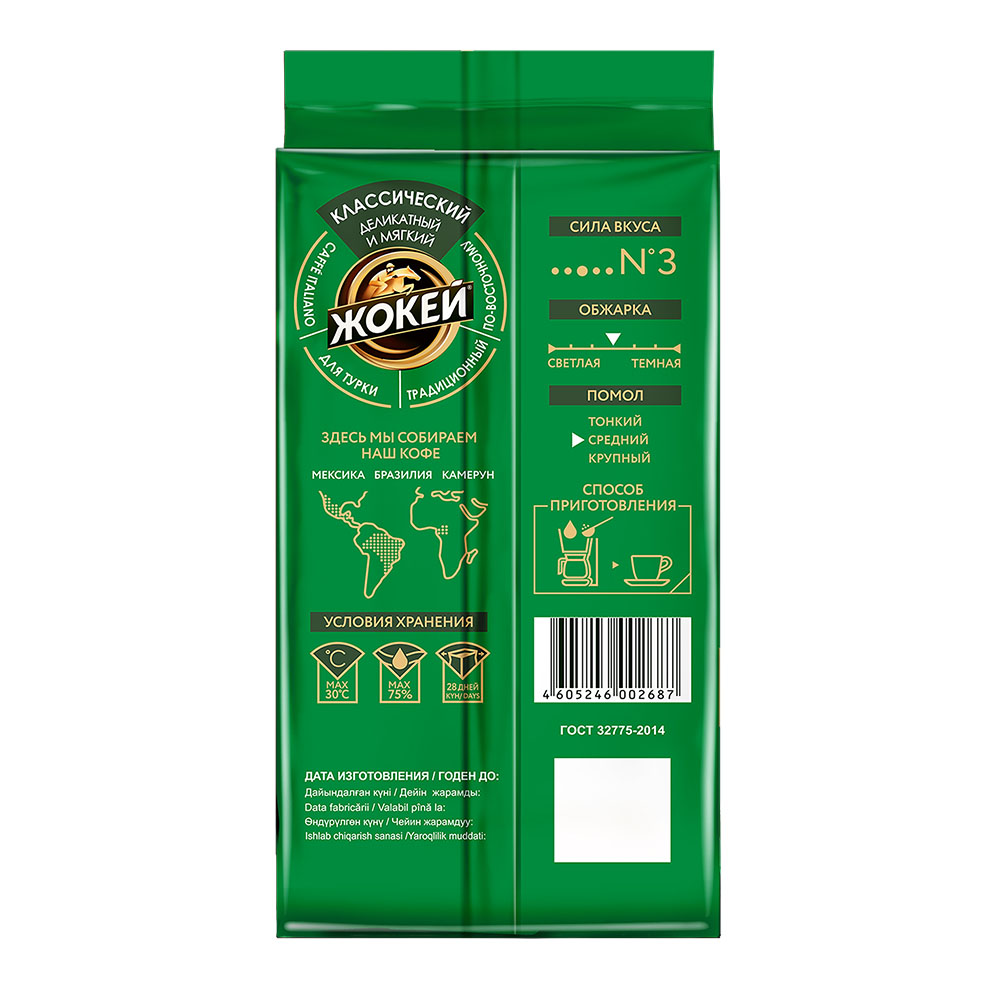 КЛАССИЧЕСКИЙ
ДЕЛИКАТНЫЙ
И МЯГКИЙ
CAFFÈ ITALIANO
ПО-ВОСТОЧНОМУ
ЖОКЕЙ®
ДЛЯ ТУРКИ
ТРАДИЦИОННЫЙ
ЗДЕСЬ МЫ СОБИРАЕМ
НАШ КОФЕ
МЕКСИКА БРАЗИЛИЯ КАМЕРУН
УСЛОВИЯ ХРАНЕНИЯ
°C
MAX
30°C
MAX
75%
28 ДНЕЙ
КҮН/DAYS
ДАТА ИЗГОТОВЛЕНИЯ / ГОДЕН ДО:
Дайындалған күні / Дейін жарамды:
Data fabricării / Valabil pînă la:
Өндүрүлгөн күнү / Чейин жарамдуу:
Ishlab chiqarish sanasi /Yaroqlilik muddati:
СИЛА ВКУСА
N°3
ОБЖАРКА
СВЕТЛАЯ ТЕМНАЯ
ПОМОЛ
ТОНКИЙ
СРЕДНИЙ
КРУПНЫЙ
СПОСОБ
ПРИГОТОВЛЕНИЯ
4 605246 002687
ГОСТ 32775-2014